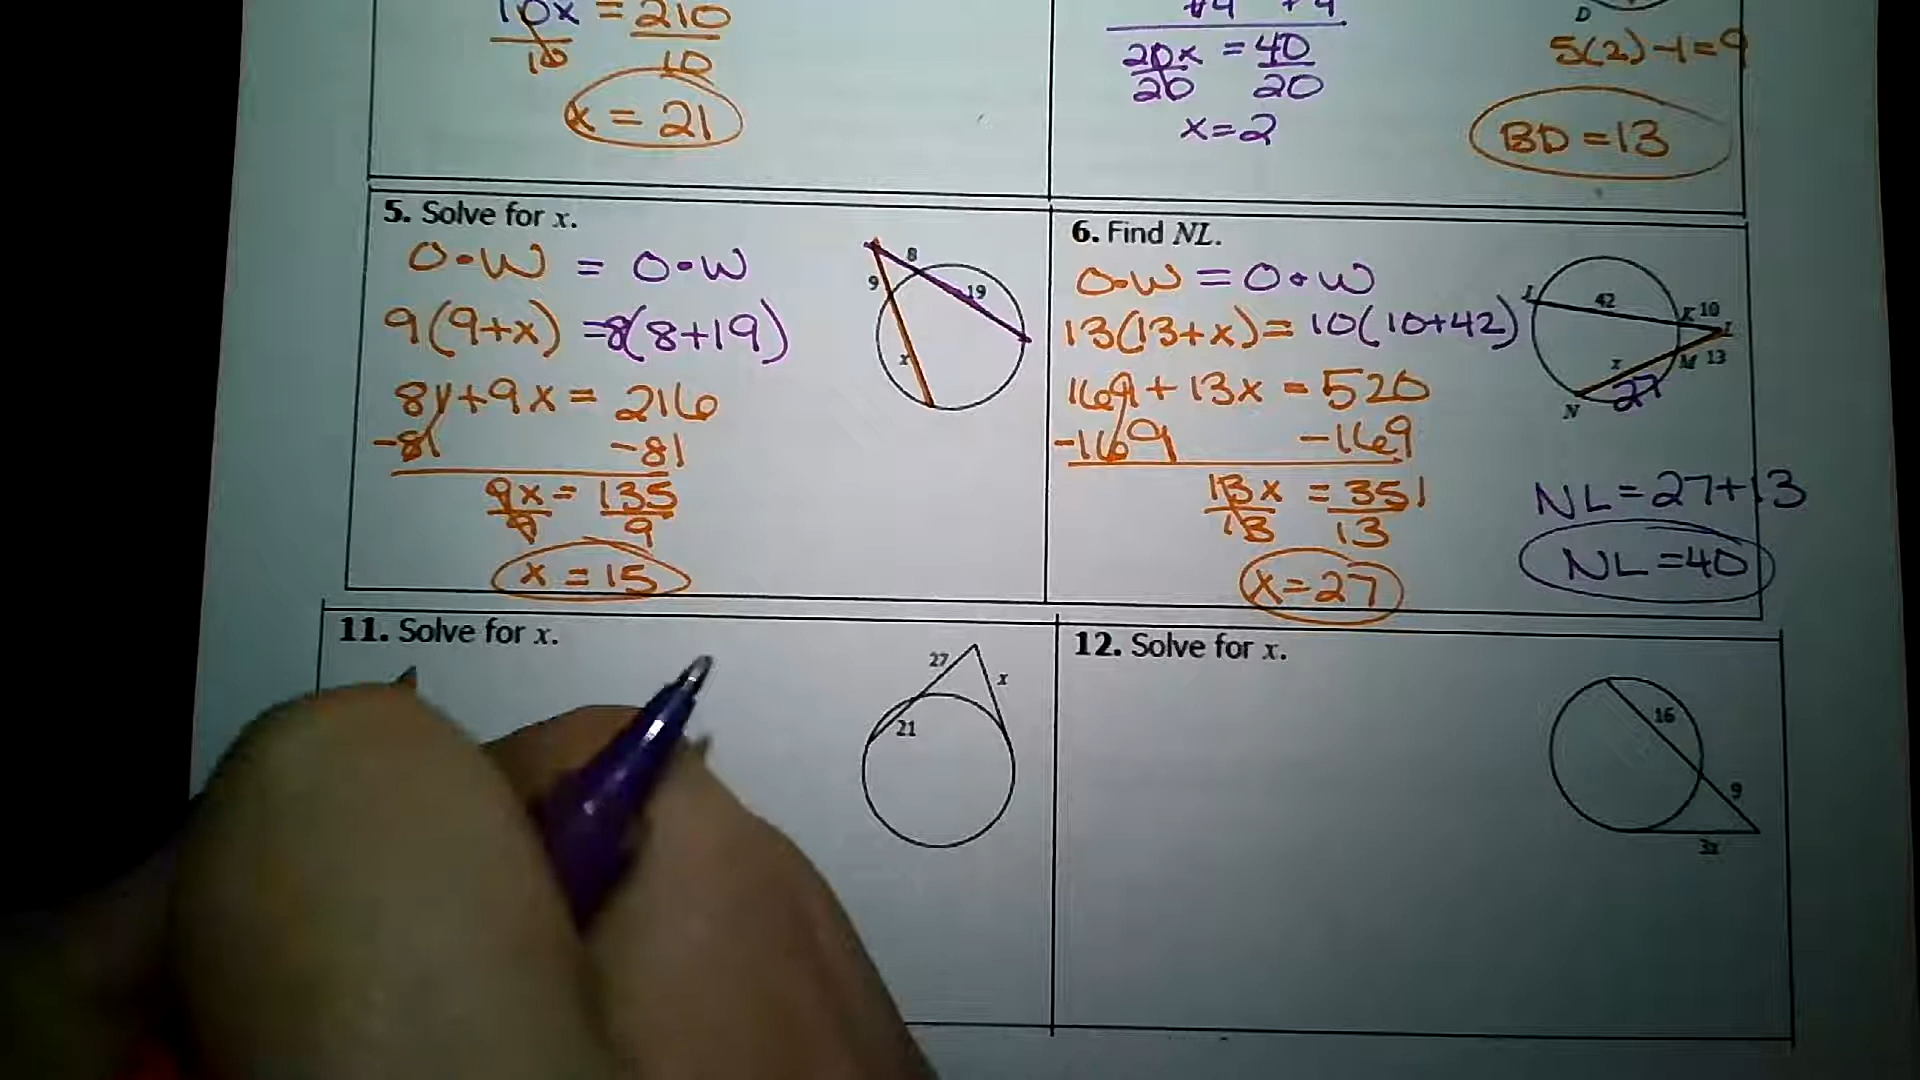 10x = 210
10 10
x = 21
+4 +4
20x = 40
20 20
x=2
D
5(2)-1=9
BD=13
5. Solve for x.
O·W = O·W
9(9+x) =8(8+19)
81+9x = 216
-81 -81
9x = 135
9 9
x = 15
8
9
19
x
6. Find NL.
O·W = O·W
13(13+x)= 10(10+42)
169+13x = 520
-169 -169
13x = 351
13 13
x=27
J
42
K 10
L
x
M 13
27
N
NL=27+13
NL=40
11. Solve for x.
27
x
21
12. Solve for x.
16
9
3x